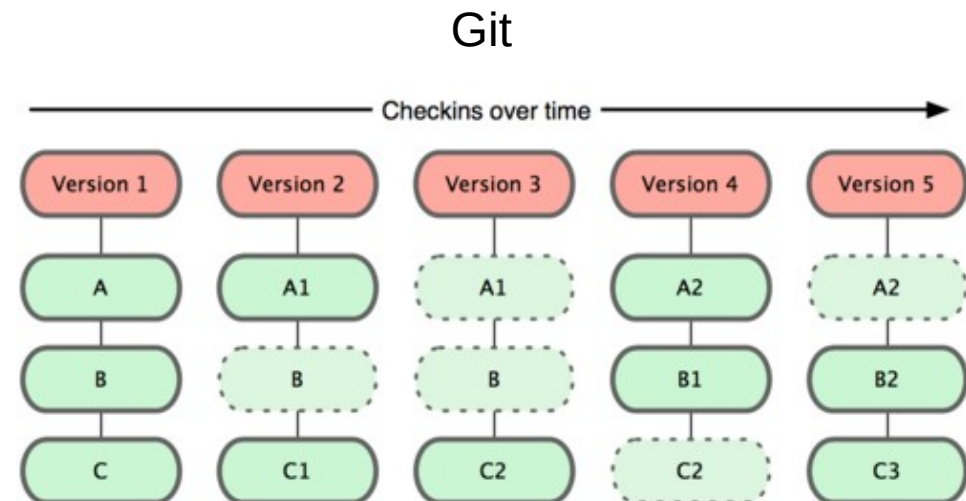 Git
Checkins over time
Version 1 Version 2 Version 3 Version 4 Version 5
A A1 A1 A2 A2
B B B B1 B2
C C1 C2 C2 C3